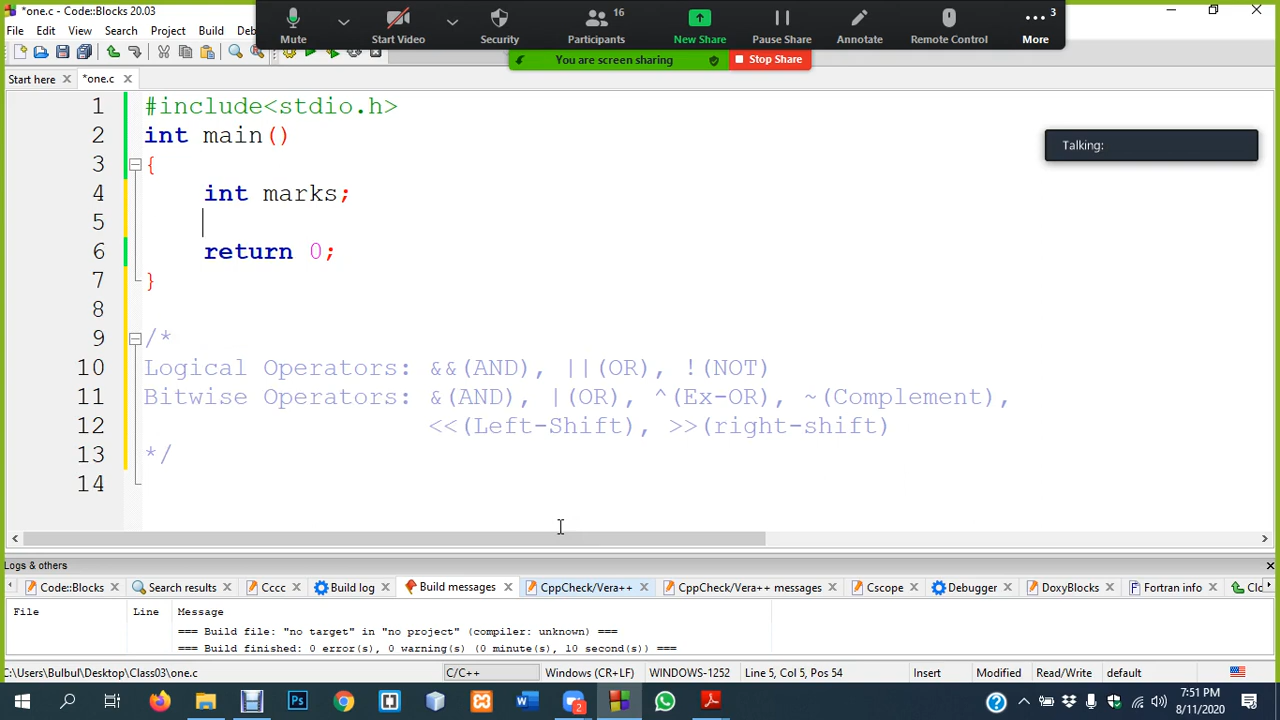 *one.c - Code::Blocks 20.03
Mute
Start Video
Security
16
Participants
New Share
Pause Share
Annotate
Remote Control
3
More
File Edit View Search Project Build
You are screen sharing
Stop Share
Start here
*one.c
Talking:
1 #include<stdio.h>
2 int main()
3 {
4 int marks;
5
6 return 0;
7 }
8
9 /*
10 Logical Operators: &&(AND), ||(OR), !(NOT)
11 Bitwise Operators: &(AND), |(OR), ^(Ex-OR), ~(Complement),
12 <<(Left-Shift), >>(right-shift)
13 */
14
Logs & others
Code::Blocks Search results Cccc Build log Build messages CppCheck/Vera++ CppCheck/Vera++ messages Cscope Debugger DoxyBlocks Fortran info
File Line Message
=== Build file: "no target" in "no project" (compiler: unknown) ===
=== Build finished: 0 error(s), 0 warning(s) (0 minute(s), 10 second(s)) ===
C:\Users\Bulbul\Desktop\Class03\one.c C/C++ Windows (CR+LF) WINDOWS-1252 Line 5, Col 5, Pos 54 Insert Modified Read/Write default
Ps
W
2
7:51 PM
8/11/2020